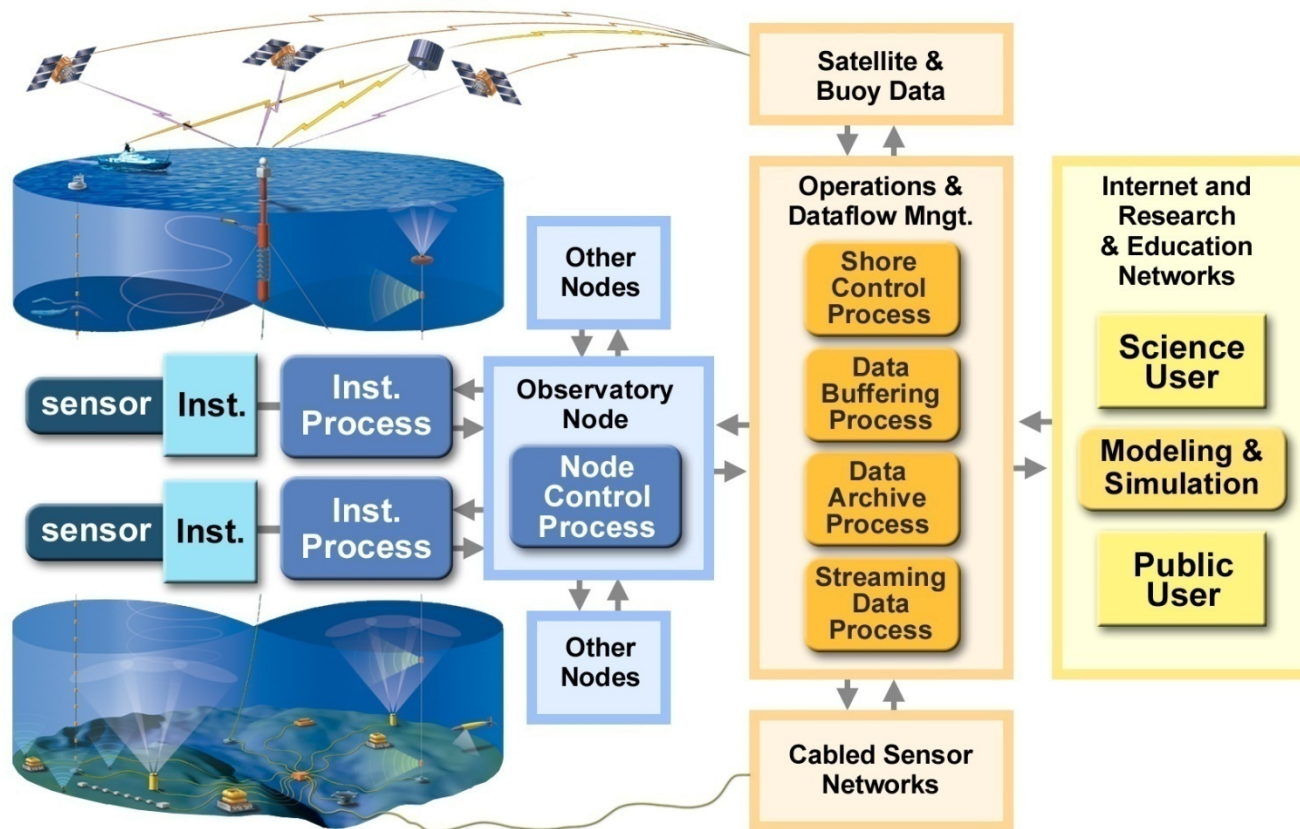 Satellite &
Buoy Data
Operations &
Dataflow Mngt.
Shore
Control
Process
Data
Buffering
Process
Data
Archive
Process
Streaming
Data
Process
Internet and
Research
& Education
Networks
Science
User
Modeling &
Simulation
Public
User
Other
Nodes
sensor
Inst.
Inst.
Process
Observatory
Node
Node
Control
Process
sensor
Inst.
Inst.
Process
Other
Nodes
Cabled Sensor
Networks